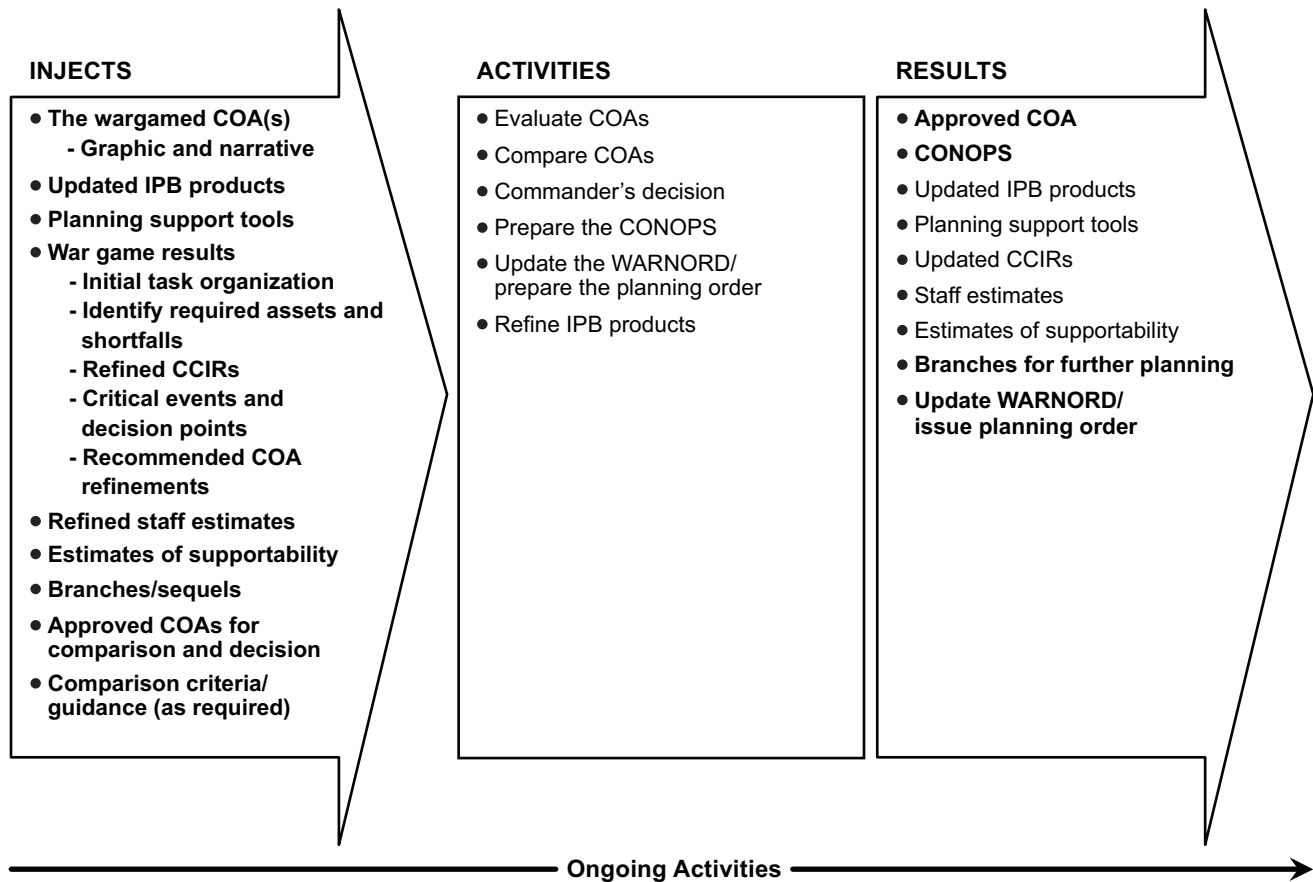 INJECTS
• The wargamed COA(s)
- Graphic and narrative
• Updated IPB products
• Planning support tools
• War game results
- Initial task organization
- Identify required assets and
shortfalls
- Refined CCIRs
- Critical events and
decision points
- Recommended COA
refinements
• Refined staff estimates
• Estimates of supportability
• Branches/sequels
• Approved COAs for
comparison and decision
• Comparison criteria/
guidance (as required)
ACTIVITIES
• Evaluate COAs
• Compare COAs
• Commander’s decision
• Prepare the CONOPS
• Update the WARNORD/
prepare the planning order
• Refine IPB products
RESULTS
• Approved COA
• CONOPS
• Updated IPB products
• Planning support tools
• Updated CCIRs
• Staff estimates
• Estimates of supportability
• Branches for further planning
• Update WARNORD/
issue planning order
Ongoing Activities